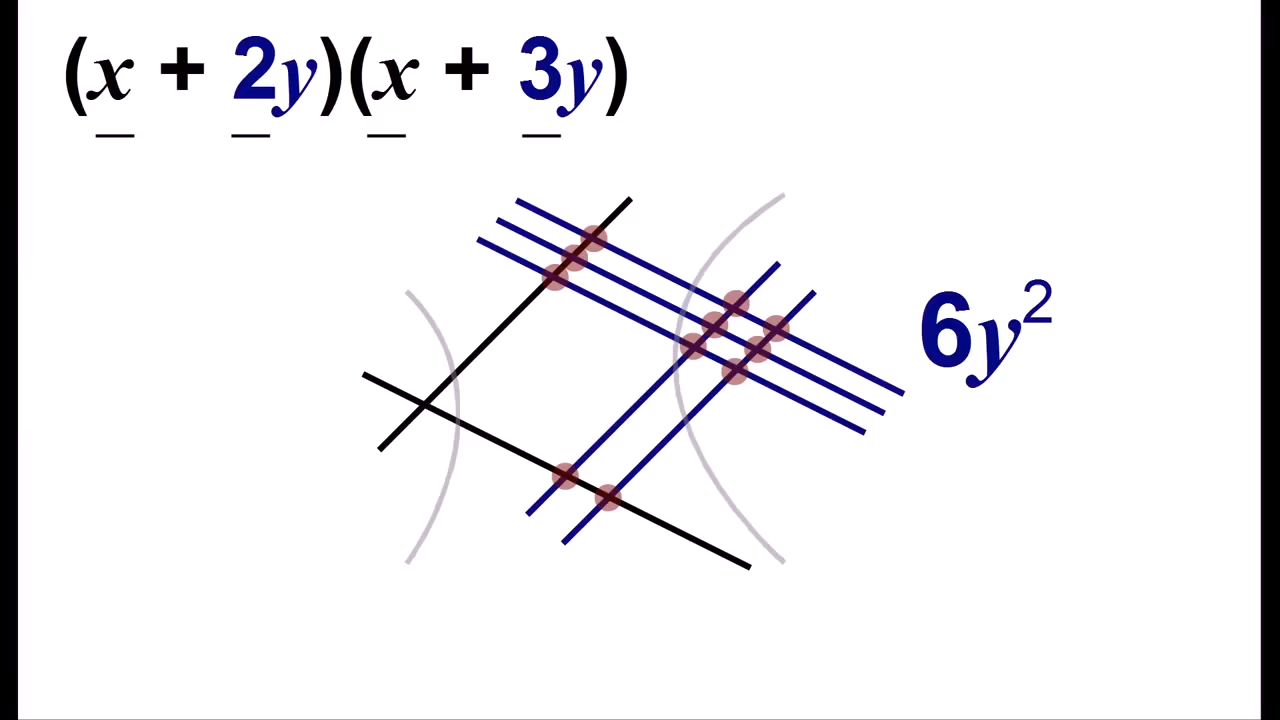 (x + 2y)(x + 3y)
6y²